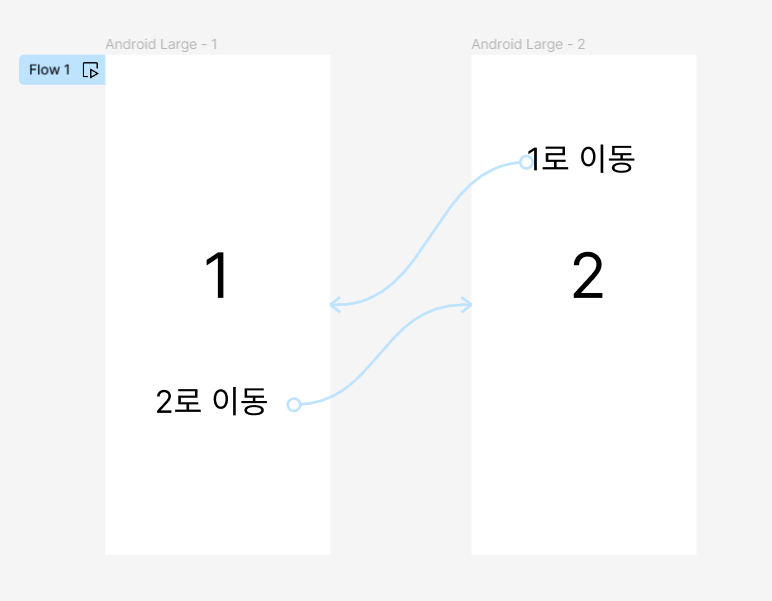 Android Large - 1
Android Large - 2
Flow 1
1로 이동
1
2
2로 이동